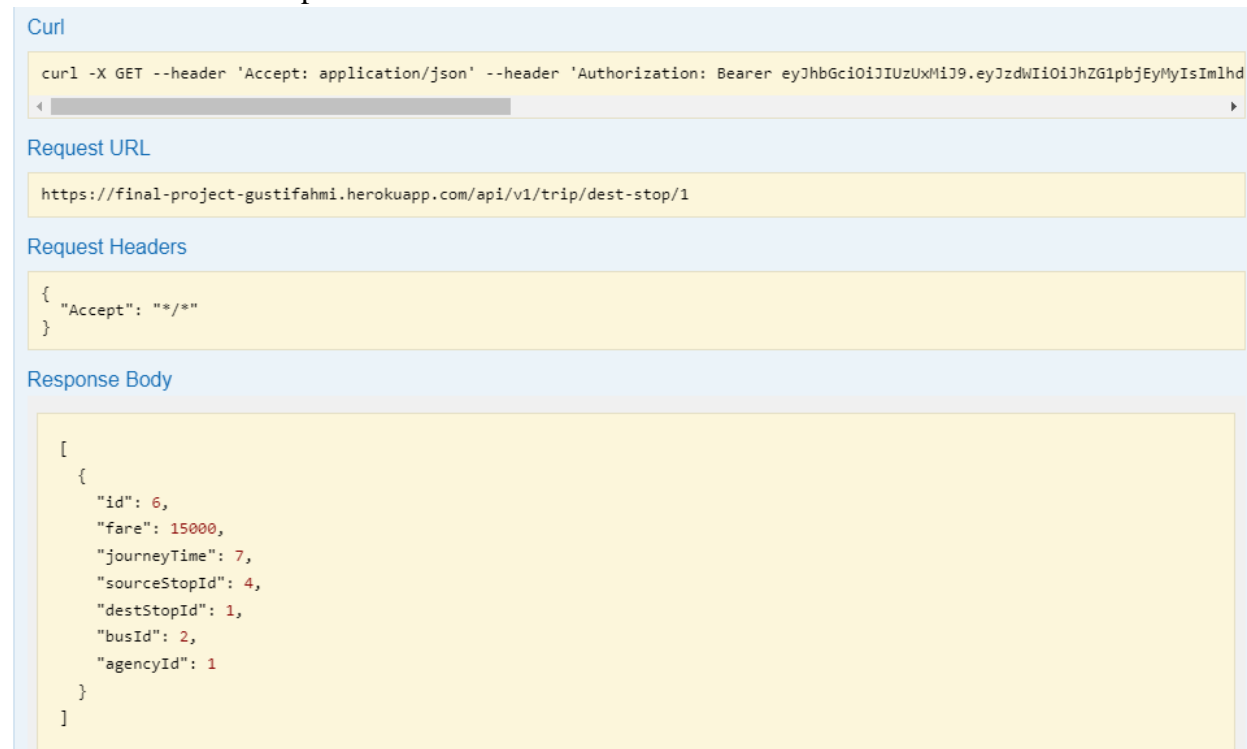 Curl
curl -X GET --header 'Accept: application/json' --header 'Authorization: Bearer eyJhbGciOiJIUzUxMiJ9.eyJzdWIiOiJhZG1pbjEyMyIsImlhd
Request URL
https://final-project-gustifahmi.herokuapp.com/api/v1/trip/dest-stop/1
Request Headers
{
"Accept": "*/*"
}
Response Body
[
{
"id": 6,
"fare": 15000,
"journeyTime": 7,
"sourceStopId": 4,
"destStopId": 1,
"busId": 2,
"agencyId": 1
}
]